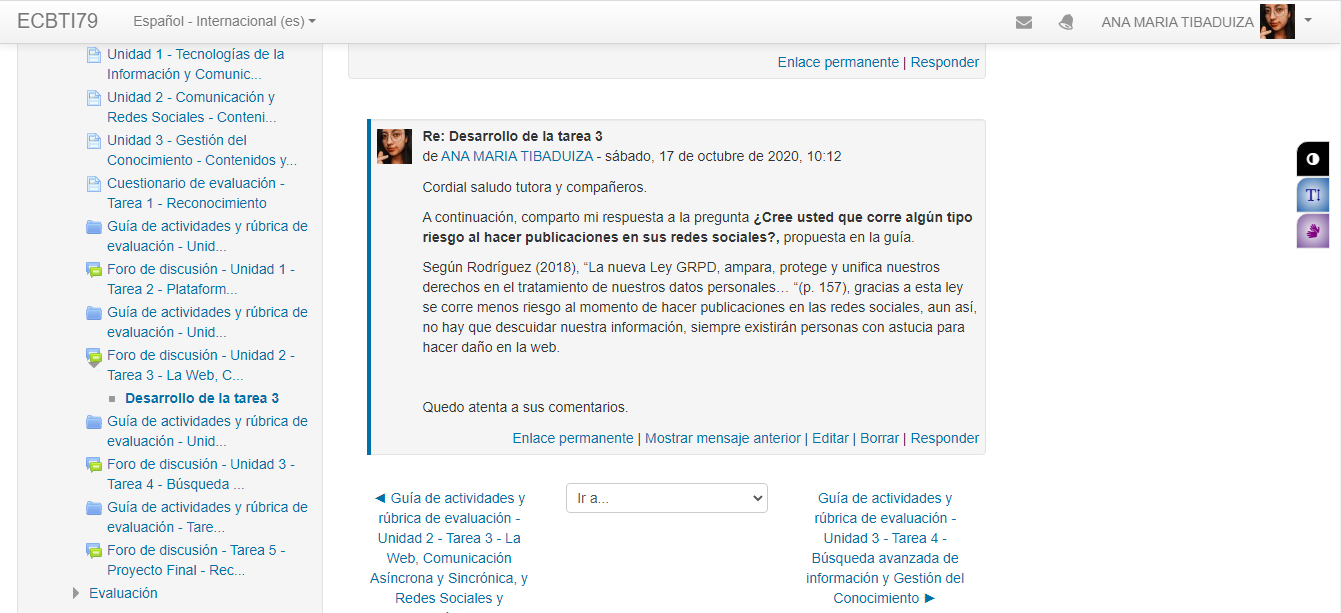 ECBTI79
Español - Internacional (es)
ANA MARIA TIBADUIZA
Unidad 1 - Tecnologías de la
Información y Comunic...
Unidad 2 - Comunicación y
Redes Sociales - Conteni...
Unidad 3 - Gestión del
Conocimiento - Contenidos y...
Cuestionario de evaluación -
Tarea 1 - Reconocimiento
Guía de actividades y rúbrica de
evaluación - Unid...
Foro de discusión - Unidad 1 -
Tarea 2 - Plataform...
Guía de actividades y rúbrica de
evaluación - Unid...
Foro de discusión - Unidad 2 -
Tarea 3 - La Web, C...
Desarrollo de la tarea 3
Guía de actividades y rúbrica de
evaluación - Unid...
Foro de discusión - Unidad 3 -
Tarea 4 - Búsqueda ...
Guía de actividades y rúbrica de
evaluación - Tare...
Foro de discusión - Tarea 5 -
Proyecto Final - Rec...
Evaluación
Enlace permanente | Responder
Re: Desarrollo de la tarea 3
de ANA MARIA TIBADUIZA - sábado, 17 de octubre de 2020, 10:12
Cordial saludo tutora y compañeros.
A continuación, comparto mi respuesta a la pregunta ¿Cree usted que corre algún tipo
riesgo al hacer publicaciones en sus redes sociales?, propuesta en la guía.
Según Rodríguez (2018), “La nueva Ley GRPD, ampara, protege y unifica nuestros
derechos en el tratamiento de nuestros datos personales… “(p. 157), gracias a esta ley
se corre menos riesgo al momento de hacer publicaciones en las redes sociales, aun así,
no hay que descuidar nuestra información, siempre existirán personas con astucia para
hacer daño en la web.
Quedo atenta a sus comentarios.
Enlace permanente | Mostrar mensaje anterior | Editar | Borrar | Responder
◄ Guía de actividades y
rúbrica de evaluación -
Unidad 2 - Tarea 3 - La
Web, Comunicación
Asíncrona y Sincrónica, y
Redes Sociales y
Ir a...
Guía de actividades y
rúbrica de evaluación -
Unidad 3 - Tarea 4 -
Búsqueda avanzada de
información y Gestión del
Conocimiento ►
T